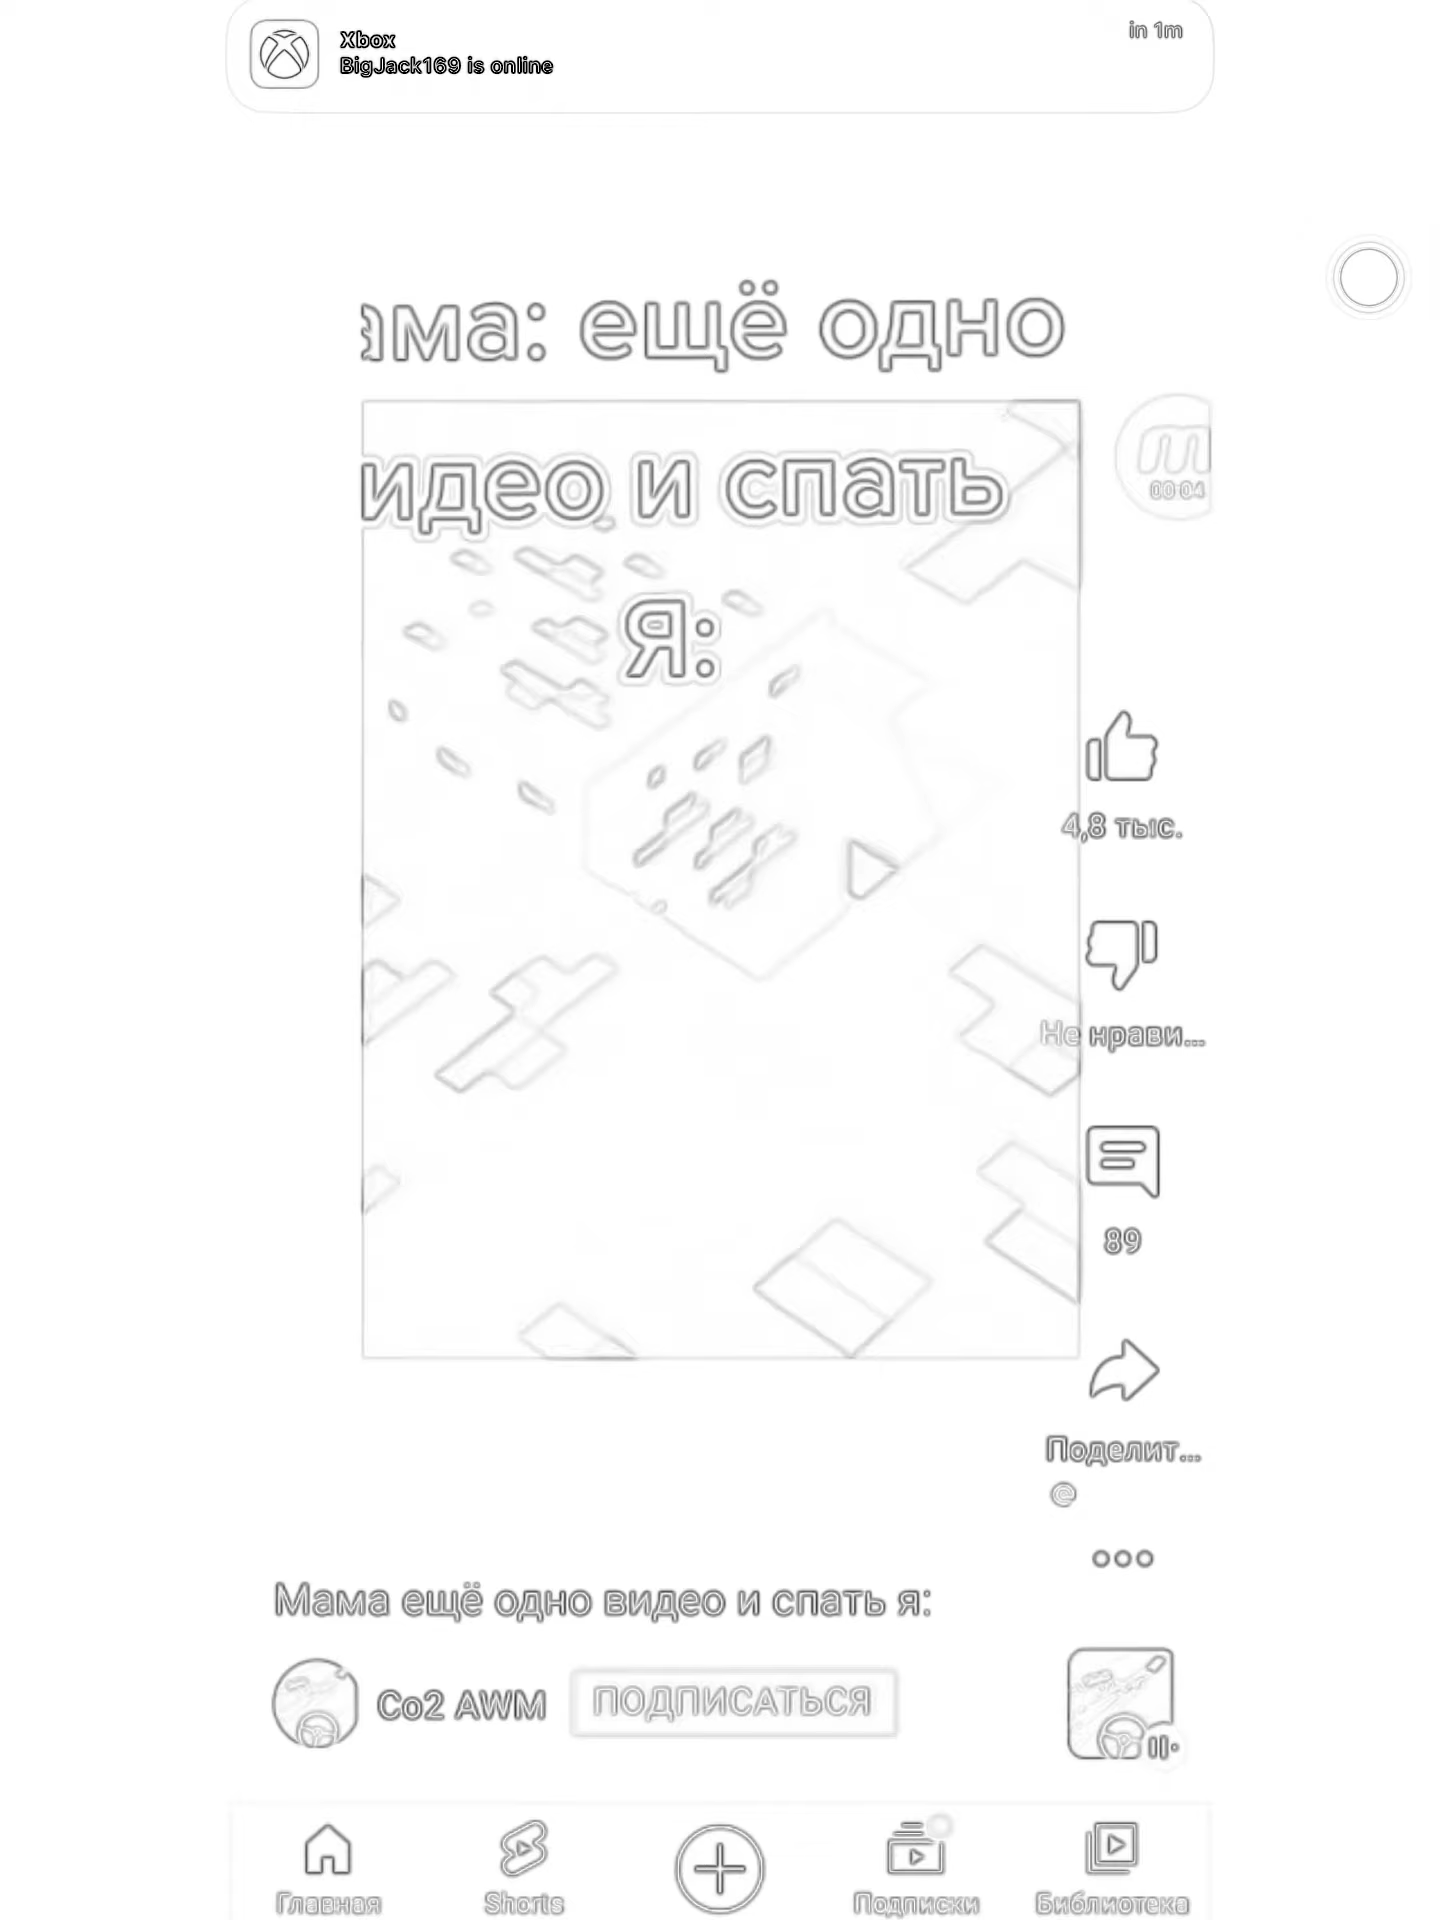 Xbox
in 1m
BigJack169 is online
ама: ещё одно
идео и спать
Я:
00:04
4,8 тыс.
Не нрави...
89
Поделит...
@
Мама ещё одно видео и спать я:
Co2 AWM
ПОДПИСАТЬСЯ
Главная
Shorts
Подписки
Библиотека